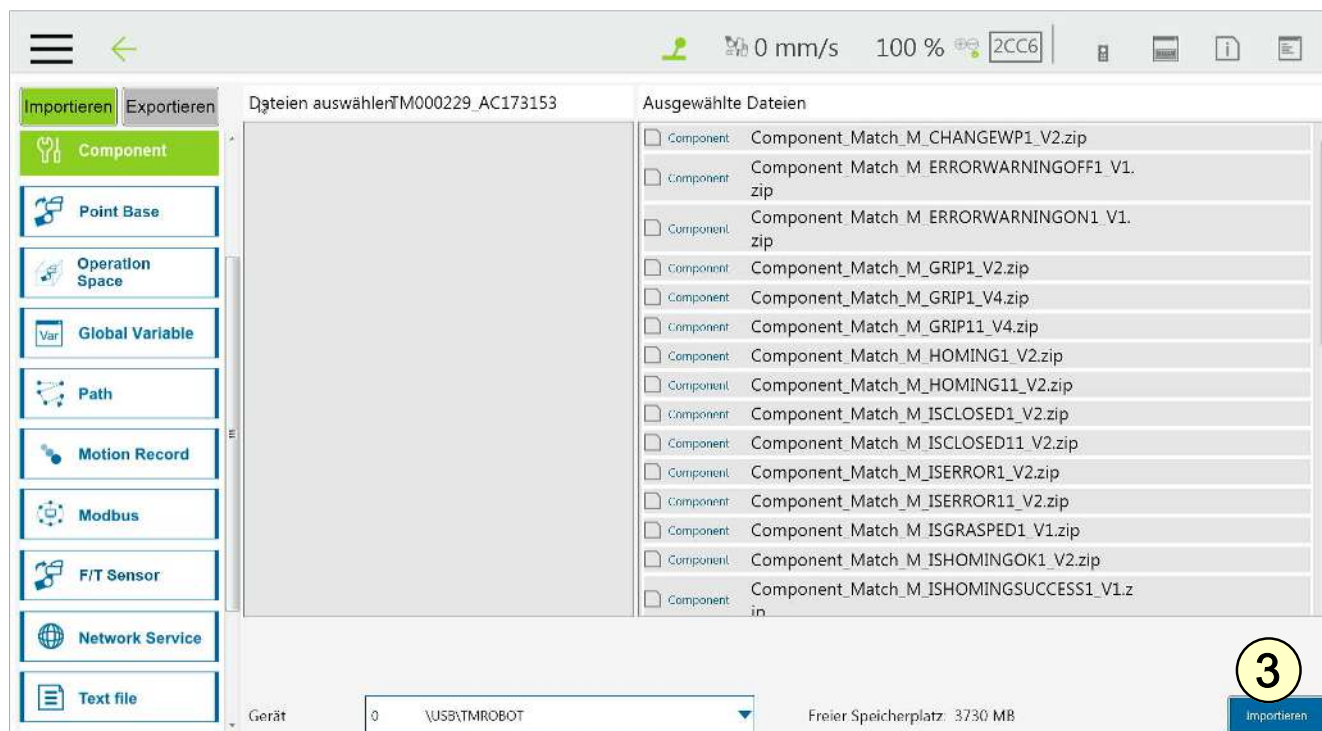 0 mm/s 100 % 2CC6
Importieren Exportieren Dateien auswählen TM000229_AC173153 Ausgewählte Dateien
Component
Point Base
Operation
Space
Var Global Variable
Path
Motion Record
Modbus
F/T Sensor
Network Service
Text file
Component Component_Match_M_CHANGEWP1_V2.zip
Component Component_Match_M_ERRORWARNINGOFF1_V1.
zip
Component Component_Match_M_ERRORWARNINGON1_V1.
zip
Component Component_Match_M_GRIP1_V2.zip
Component Component_Match_M_GRIP1_V4.zip
Component Component_Match_M_GRIP11_V4.zip
Component Component_Match_M_HOMING1_V2.zip
Component Component_Match_M_HOMING11_V2.zip
Component Component_Match_M_ISCLOSED1_V2.zip
Component Component_Match_M_ISCLOSED11_V2.zip
Component Component_Match_M_ISERROR1_V2.zip
Component Component_Match_M_ISERROR11_V2.zip
Component Component_Match_M_ISGRASPED1_V1.zip
Component Component_Match_M_ISHOMINGOK1_V2.zip
Component Component_Match_M_ISHOMINGSUCCESS1_V1.z
ip
3
Gerät 0 \USB\TMROBOT Freier Speicherplatz: 3730 MB Importieren